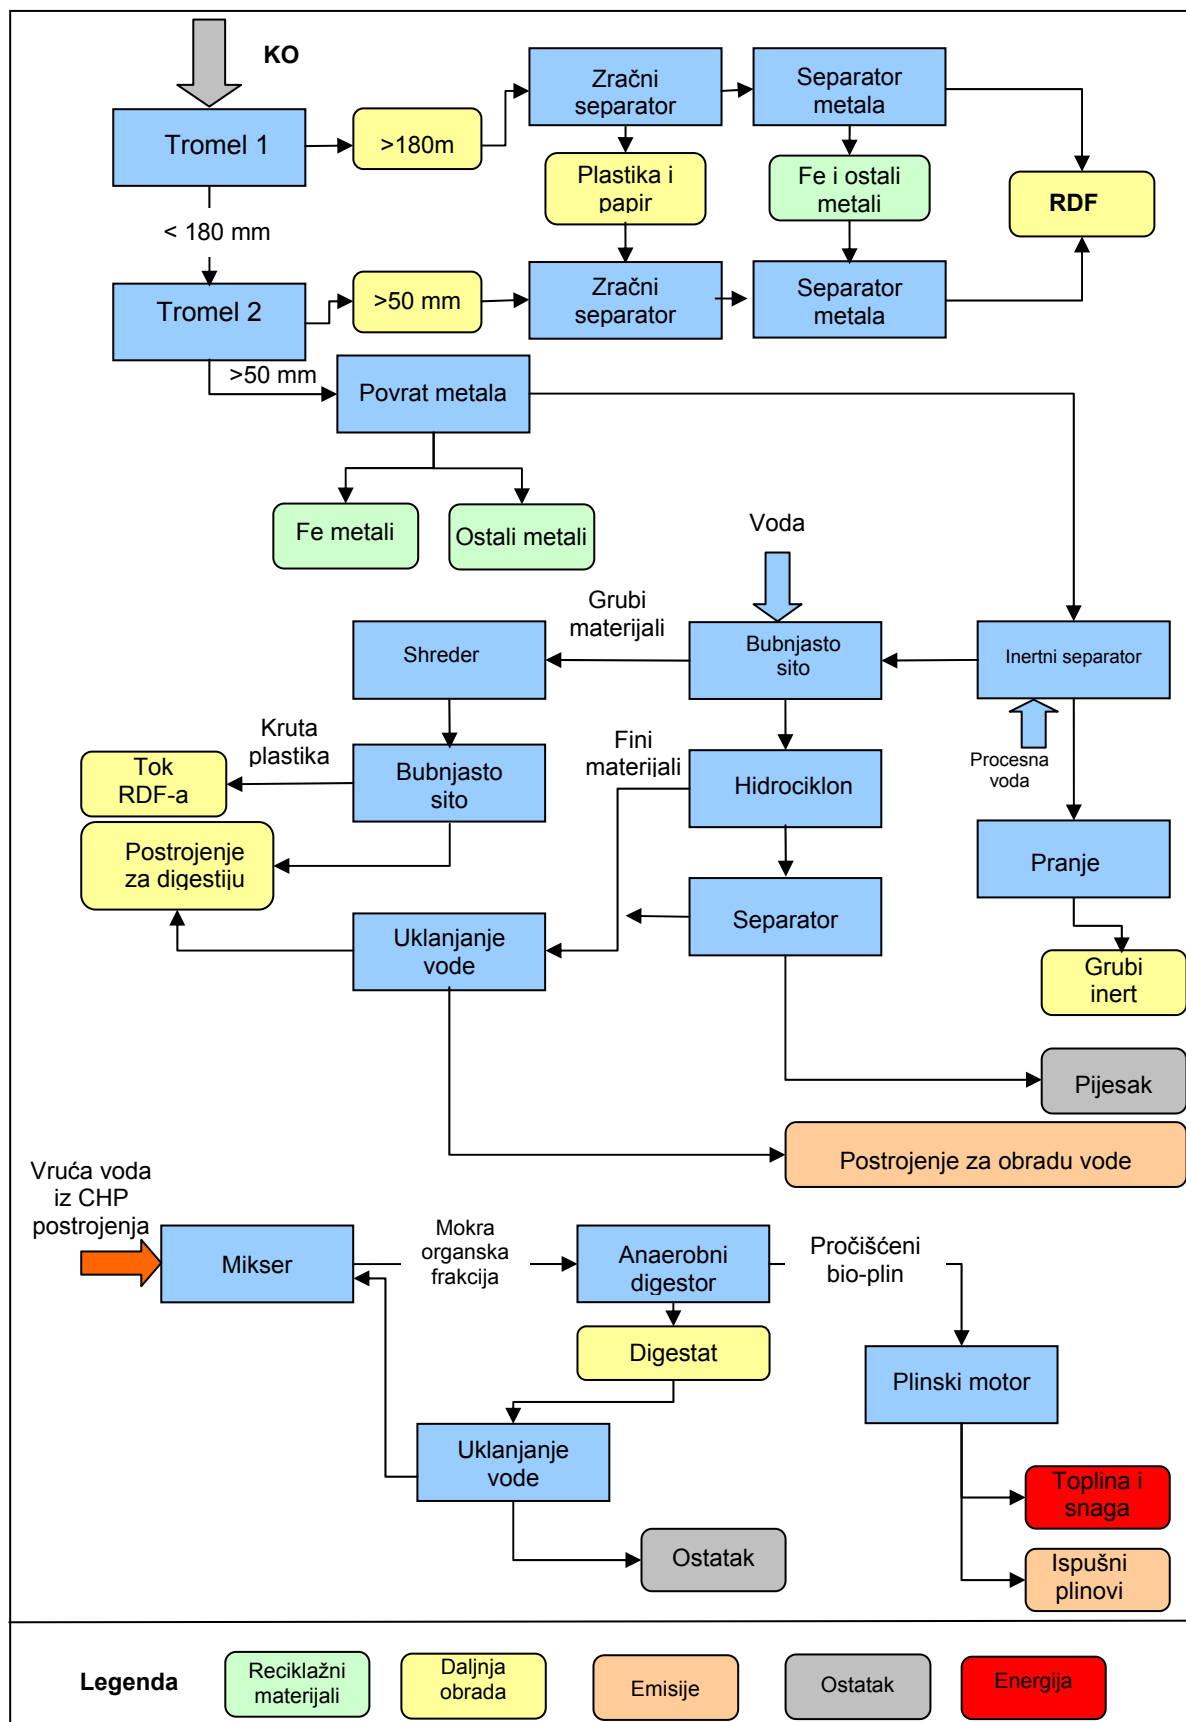 KO
Tromel 1
>180m
Zračni
separator
Separator
metala
Plastika i
papir
Fe i ostali
metali
RDF
< 180 mm
Tromel 2
>50 mm
Zračni
separator
Separator
metala
>50 mm
Povrat metala
Fe metali
Ostali metali
Voda
Grubi
materijali
Shreder
Bubnjasto
sito
Inertni separator
Kruta
plastika
Fini
materijali
Procesna
voda
Tok
RDF-a
Bubnjasto
sito
Hidrociklon
Postrojenje
za digestiju
Pranje
Separator
Uklanjanje
vode
Grubi
inert
Pijesak
Postrojenje za obradu vode
Vruća voda
iz CHP
postrojenja
Mikser
Mokra
organska
frakcija
Anaerobni
digestor
Pročišćeni
bio-plin
Digestat
Plinski motor
Uklanjanje
vode
Toplina i
snaga
Ostatak
Ispušni
plinovi
Legenda
Reciklažni
materijali
Daljnja
obrada
Emisije
Ostatak
Energija